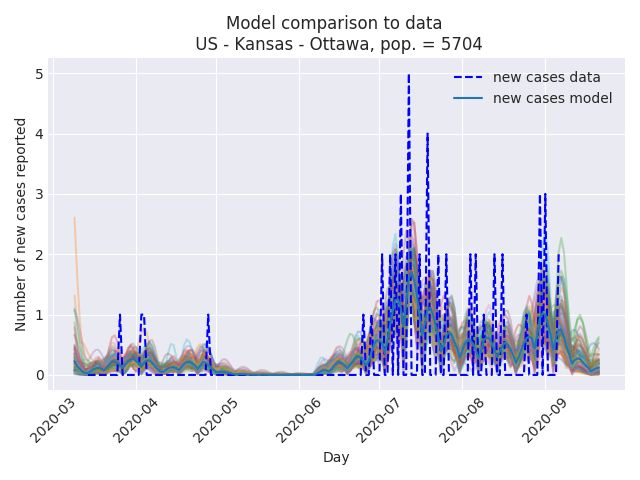 Model comparison to data
US - Kansas - Ottawa, pop. = 5704
new cases data
new cases model
Number of new cases reported
5
4
3
2
1
0
2020-03
2020-04
2020-05
2020-06
2020-07
2020-08
2020-09
Day